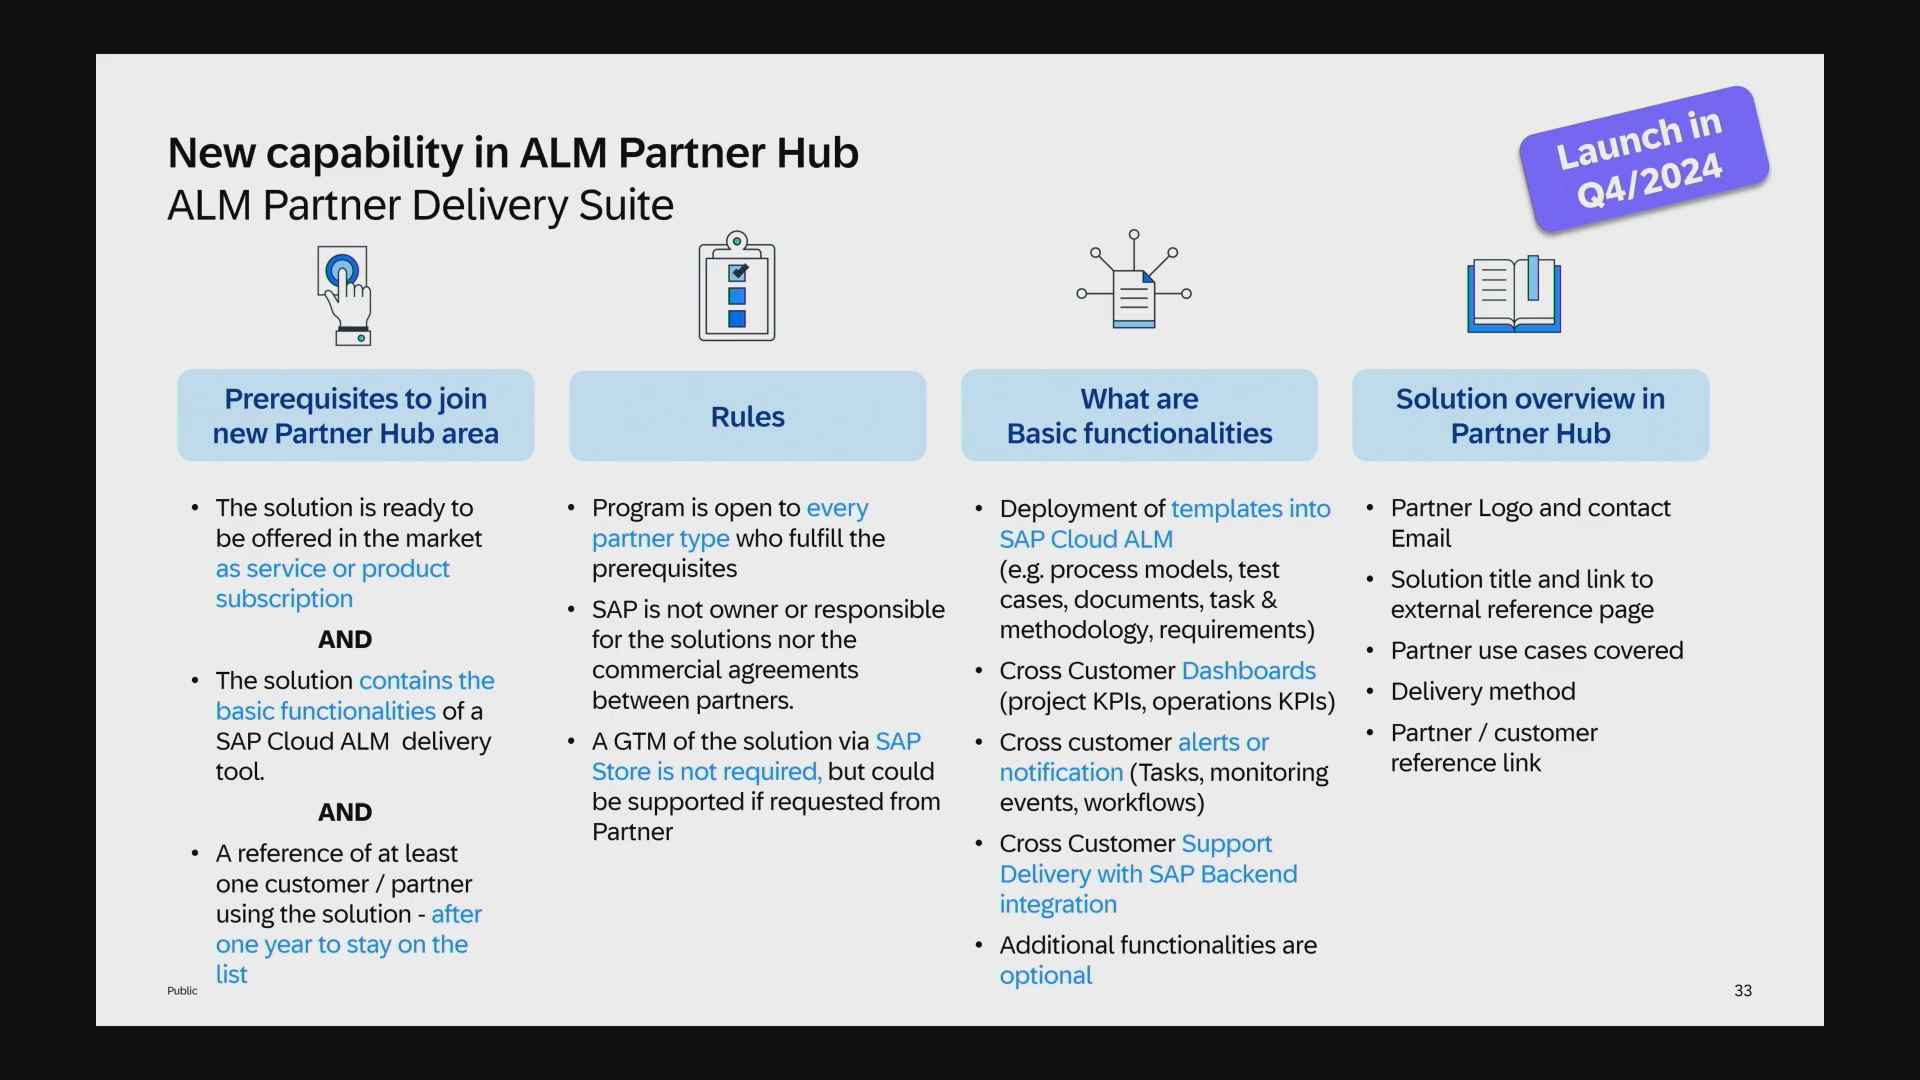 New capability in ALM Partner Hub
ALM Partner Delivery Suite
Launch in
Q4/2024
Prerequisites to join
new Partner Hub area
• The solution is ready to
be offered in the market
as service or product
subscription
AND
• The solution contains the
basic functionalities of a
SAP Cloud ALM  delivery
tool.
AND
• A reference of at least
one customer / partner
using the solution - after
one year to stay on the
list
Rules
• Program is open to every
partner type who fulfill the
prerequisites
• SAP is not owner or responsible
for the solutions nor the
commercial agreements
between partners.
• A GTM of the solution via SAP
Store is not required, but could
be supported if requested from
Partner
What are
Basic functionalities
• Deployment of templates into
SAP Cloud ALM
(e.g. process models, test
cases, documents, task &
methodology, requirements)
• Cross Customer Dashboards
(project KPIs, operations KPIs)
• Cross customer alerts or
notification (Tasks, monitoring
events, workflows)
• Cross Customer Support
Delivery with SAP Backend
integration
• Additional functionalities are
optional
Solution overview in
Partner Hub
• Partner Logo and contact
Email
• Solution title and link to
external reference page
• Partner use cases covered
• Delivery method
• Partner / customer
reference link
Public
33